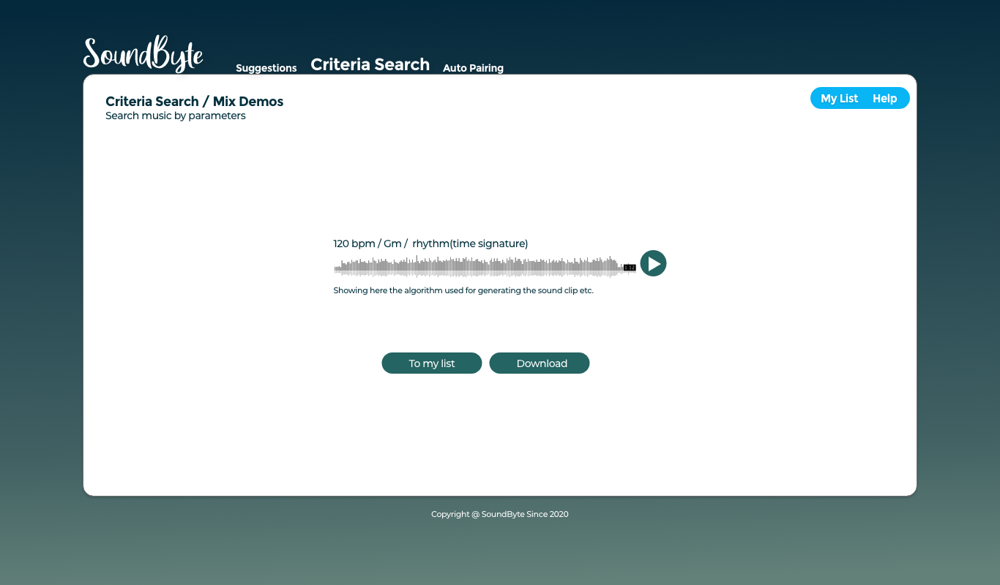 SoundByte
Suggestions
Criteria Search
Auto Pairing
Criteria Search / Mix Demos
Search music by parameters
My List
Help
120 bpm / Gm /  rhythm(time signature)
1:12
Showing here the algorithm used for generating the sound clip etc.
To my list
Download
Copyright @ SoundByte Since 2020